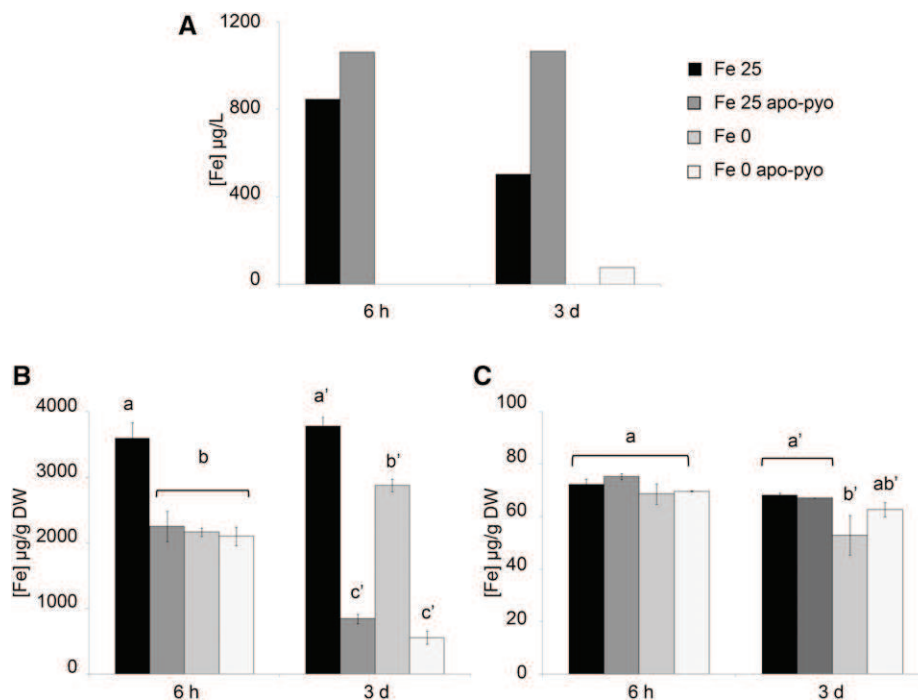 A
[Fe] µg/L
1200
800
400
0
6 h
3 d
Fe 25
Fe 25 apo-pyo
Fe 0
Fe 0 apo-pyo
B
[Fe] µg/g DW
4000
3000
2000
1000
0
a
b
a'
c'
b'
c'
6 h
3 d
C
[Fe] µg/g DW
100
80
60
40
20
0
a
a'
b'
ab'
6 h
3 d